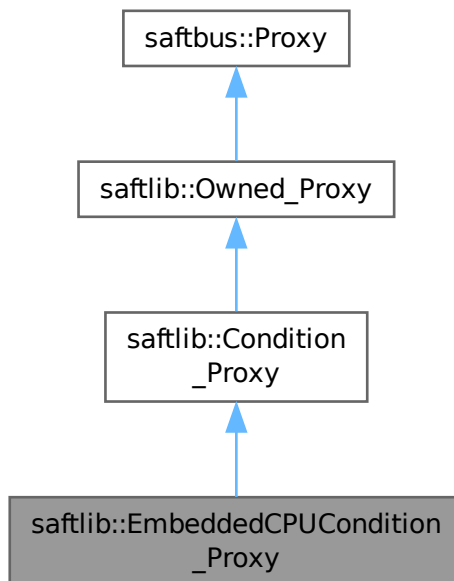 saftbus::Proxy
saftlib::Owned_Proxy
saftlib::Condition
_Proxy
saftlib::EmbeddedCPUCondition
_Proxy